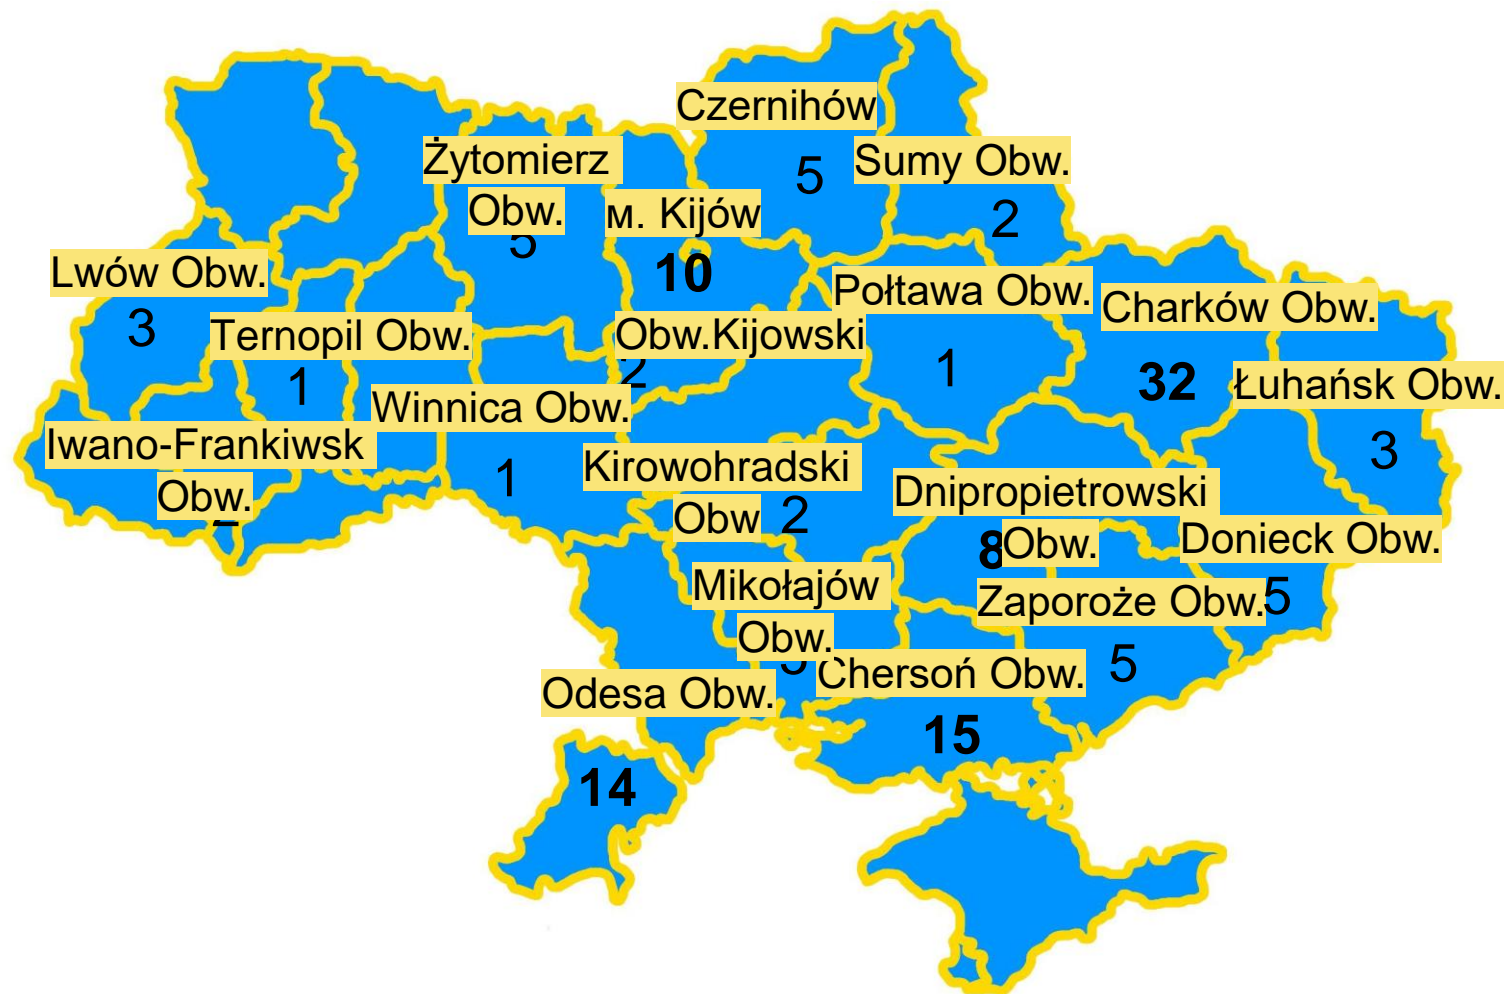 Czernihów
5
Żytomierz
Obw.
5
Sumy Obw.
2
м. Kijów
10
Lwów Obw.
3
Połtawa Obw.
1
Charków Obw.
32
Ternopil Obw.
1
Obw.Kijowski
2
Łuhańsk Obw.
3
Winnica Obw.
1
Iwano-Frankiwsk
Obw.
Kirowohradski
Obw
2
Dnipropietrowski
Obw.
8
Donieck Obw.
5
Mikołajów
Obw.
Zaporoże Obw.
5
Chersoń Obw.
15
Odesa Obw.
14